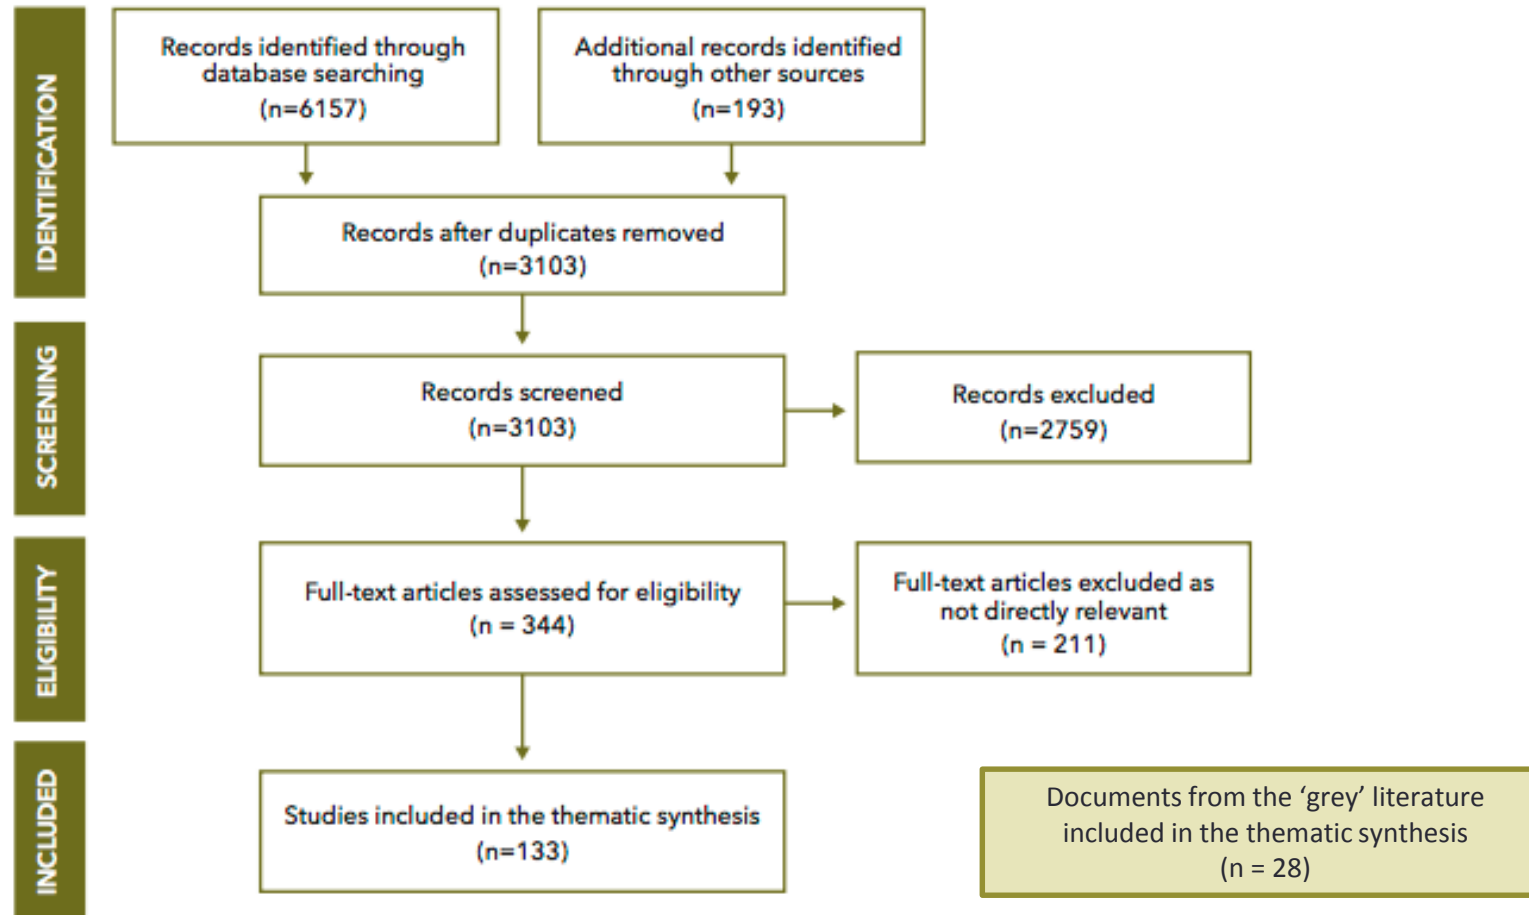 IDENTIFICATION
Records identified through
database searching
(n=6157)
Additional records identified
through other sources
(n=193)
Records after duplicates removed
(n=3103)
SCREENING
Records screened
(n=3103)
Records excluded
(n=2759)
ELIGIBILITY
Full-text articles assessed for eligibility
(n = 344)
Full-text articles excluded as
not directly relevant
(n = 211)
INCLUDED
Studies included in the thematic synthesis
(n=133)
Documents from the ‘grey’ literature
included in the thematic synthesis
(n = 28)